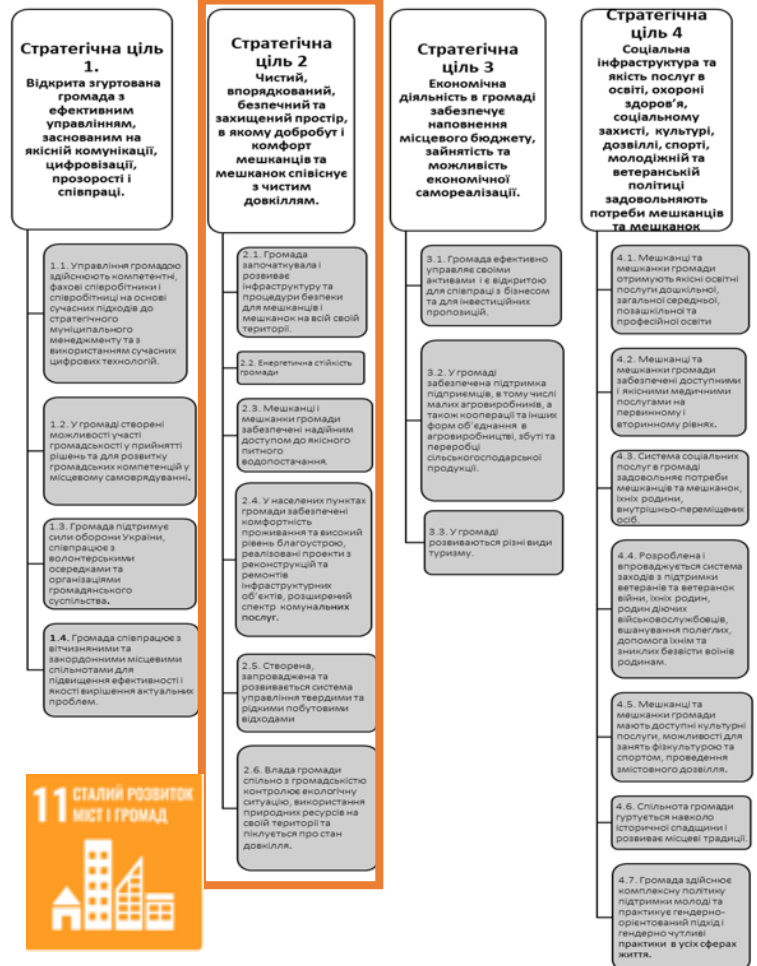 Стратегічна ціль
1.
Відкрита згуртована
громада з
ефективним
управлінням,
заснованим на
якісній комунікації,
цифровізації,
прозорості і
співпраці.
1.1. Управління громадою
здійснюють компетентні,
фахові співробітники і
співробітниці на основі
сучасних підходів до
стратегічного
муніципального
менеджменту та з
використанням сучасних
цифрових технологій.
1.2. У громаді створені
можливості участі
громадськості у прийнятті
рішень та для розвитку
громадських компетенцій у
місцевому самоврядуванні.
1.3. Громада підтримує
сили оборони України,
співпрацює з
волонтерськими
осередками та
організаціями
громадянського
суспільства.
1.4. Громада співпрацює з
вітчизняними та
закордонними місцевими
спільнотами для
підвищення ефективності і
якості вирішення актуальних
проблем.
Стратегічна
ціль 2
Чистий,
впорядкований,
безпечний та
захищений простір,
в якому добробут і
комфорт
мешканців та
мешканок співіснує
з чистим
довкіллям.
2.1. Громада
започаткувала і
розвиває
інфраструктуру та
процедури безпеки
для мешканців і
мешканок на всій своїй
території.
2.2. Енергетична стійкість
громади
2.3. Мешканці і
мешканки громади
забезпечені надійним
доступом до якісного
питного
водопостачання.
2.4. У населених пунктах
громади забезпечені
комфортність
проживання та високий
рівень благоустрою,
реалізовані проекти з
реконструкцій та
ремонтів
інфраструктурних
об’єктів, розширений
спектр комунальних
послуг.
2.5. Створена,
запроваджена та
розвивається система
управління твердими та
рідкими побутовими
відходами
2.6. Влада громади
спільно з громадськістю
контролює екологічну
ситуацію, використання
природних ресурсів на
своїй території та
піклується про стан
довкілля.
Стратегічна
ціль 3
Економічна
діяльність в громаді
забезпечує
наповнення
місцевого бюджету,
зайнятість та
можливість
економічної
самореалізації.
3.1. Громада ефективно
управляє своїми
активами і є відкритою
для співпраці з бізнесом
та для інвестиційних
пропозицій.
3.2. У громаді
забезпечена підтримка
підприємців, в тому числі
малих агровиробників, а
також кооперації та інших
форм об’єднання в
агровиробництві, збуті та
переробці
сільськогосподарської
продукції.
3.3. У громаді
розвиваються різні види
туризму.
Стратегічна
ціль 4
Соціальна
інфраструктура та
якість послуг в
освіті, охороні
здоров’я,
соціальному
захисті, культурі,
дозвіллі, спорті,
молодіжній та
ветеранській
політиці
задовольняють
потреби мешканців
та мешканок
4.1. Мешканці та
мешканки громади
отримують якісні освітні
послуги дошкільної,
загальної середньої,
позашкільної та
професійної освіти
4.2. Мешканці та
мешканки громади
забезпечені доступними
і якісними медичними
послугами на
первинному і
вторинному рівнях.
4.3. Система соціальних
послуг в громаді
задовольняє потреби
мешканців та мешканок,
їхніх родини,
внутрішньо-переміщених
осіб.
4.4. Розроблена і
впроваджується система
заходів з підтримки
ветеранів та ветеранок
війни, їхніх родин,
родин діючих
військовослужбовців,
вшанування полеглих,
допомога їхнім та
зниклих безвісти воїнів
родинам.
4.5. Мешканці та
мешканки громади
мають доступні культурні
послуги, можливості для
занять фізкультурою та
спортом, проведення
змістовного дозвілля.
4.6. Спільнота громади
гуртується навколо
історичної спадщини і
розвиває місцеві традиції.
4.7. Громада здійснює
комплексну політику
підтримки молоді та
практикує гендерно-
орієнтований підхід і
гендерно чутливі
практики в усіх сферах
життя.
11 СТАЛИЙ РОЗВИТОК
МІСТ І ГРОМАД